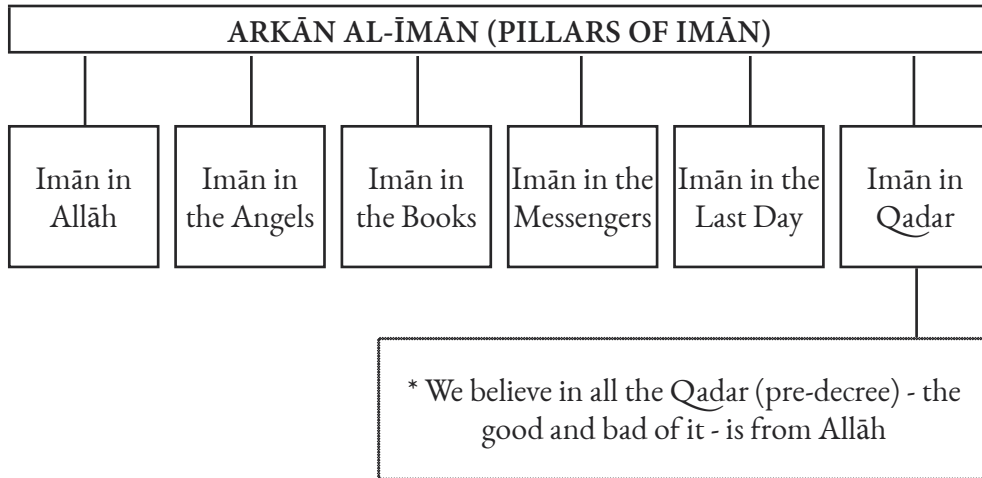 ARKĀN AL-ĪMĀN (PILLARS OF IMĀN)
Imān in
Allāh
Imān in
the Angels
Imān in
the Books
Imān in the
Messengers
Imān in the
Last Day
Imān in
Qadar
* We believe in all the Qadar (pre-decree) - the
good and bad of it - is from Allāh